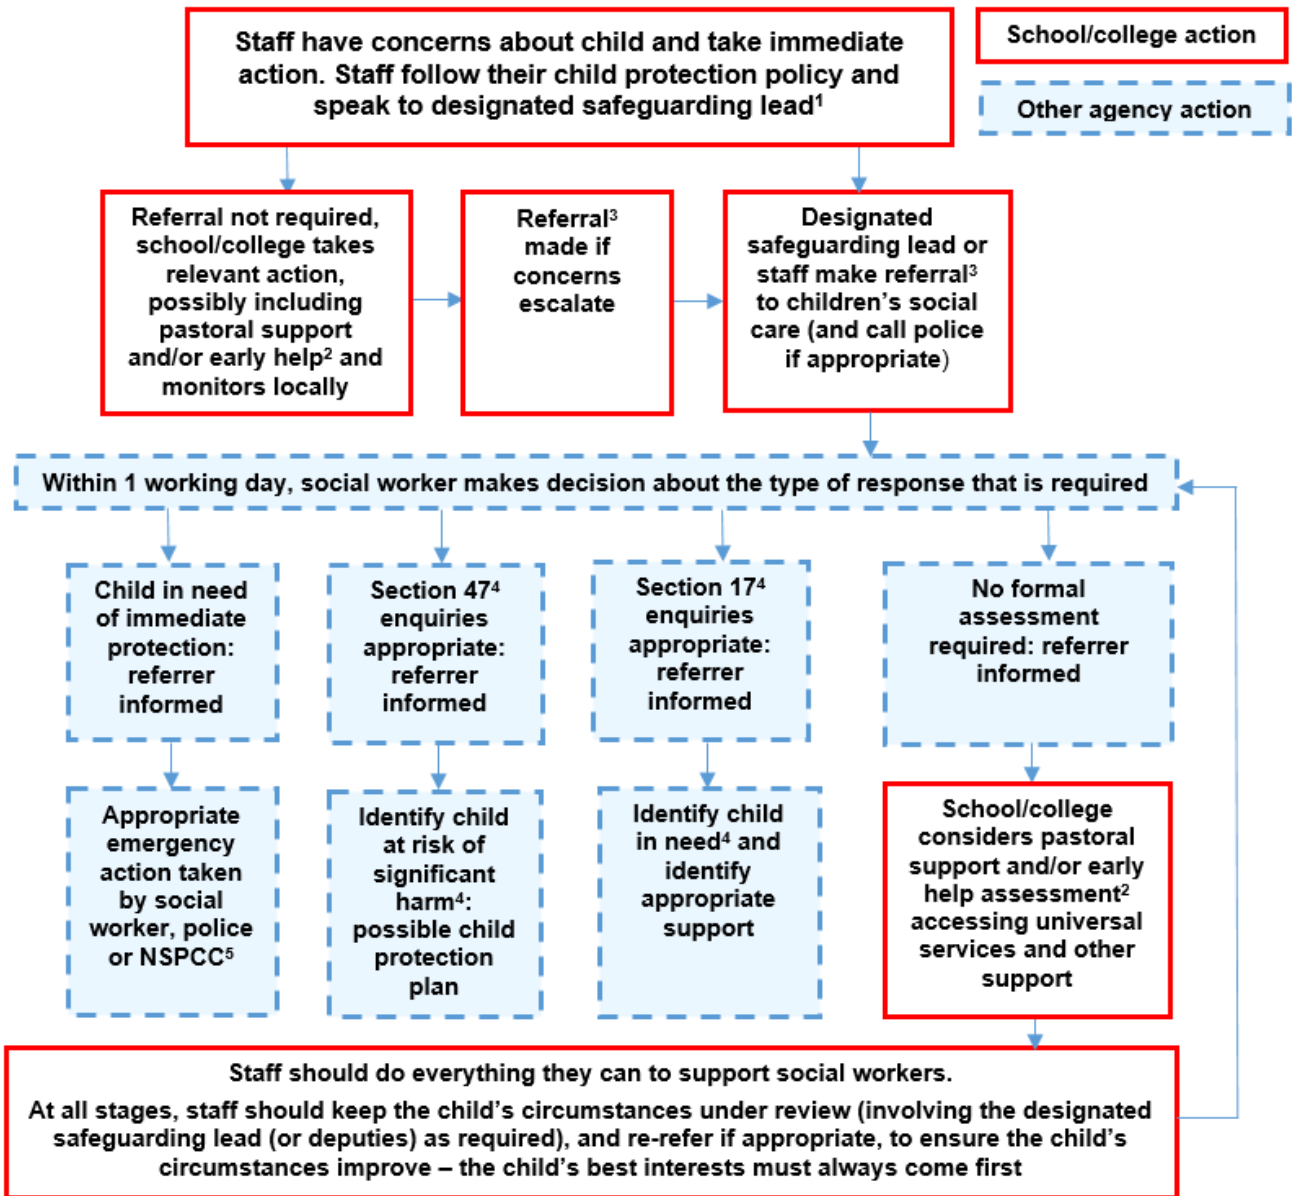 Staff have concerns about child and take immediate
action. Staff follow their child protection policy and
speak to designated safeguarding lead¹
School/college action
Other agency action
Referral not required,
school/college takes
relevant action,
possibly including
pastoral support
and/or early help² and
monitors locally
Referral³
made if
concerns
escalate
Designated
safeguarding lead or
staff make referral³
to children’s social
care (and call police
if appropriate)
Within 1 working day, social worker makes decision about the type of response that is required
Child in need
of immediate
protection:
referrer
informed
Section 47⁴
enquiries
appropriate:
referrer
informed
Section 17⁴
enquiries
appropriate:
referrer
informed
No formal
assessment
required: referrer
informed
Appropriate
emergency
action taken
by social
worker, police
or NSPCC⁵
Identify child
at risk of
significant
harm⁴:
possible child
protection
plan
Identify child
in need⁴ and
identify
appropriate
support
School/college
considers pastoral
support and/or early
help assessment²
accessing universal
services and other
support
Staff should do everything they can to support social workers.
At all stages, staff should keep the child’s circumstances under review (involving the designated
safeguarding lead (or deputies) as required), and re-refer if appropriate, to ensure the child’s
circumstances improve – the child’s best interests must always come first